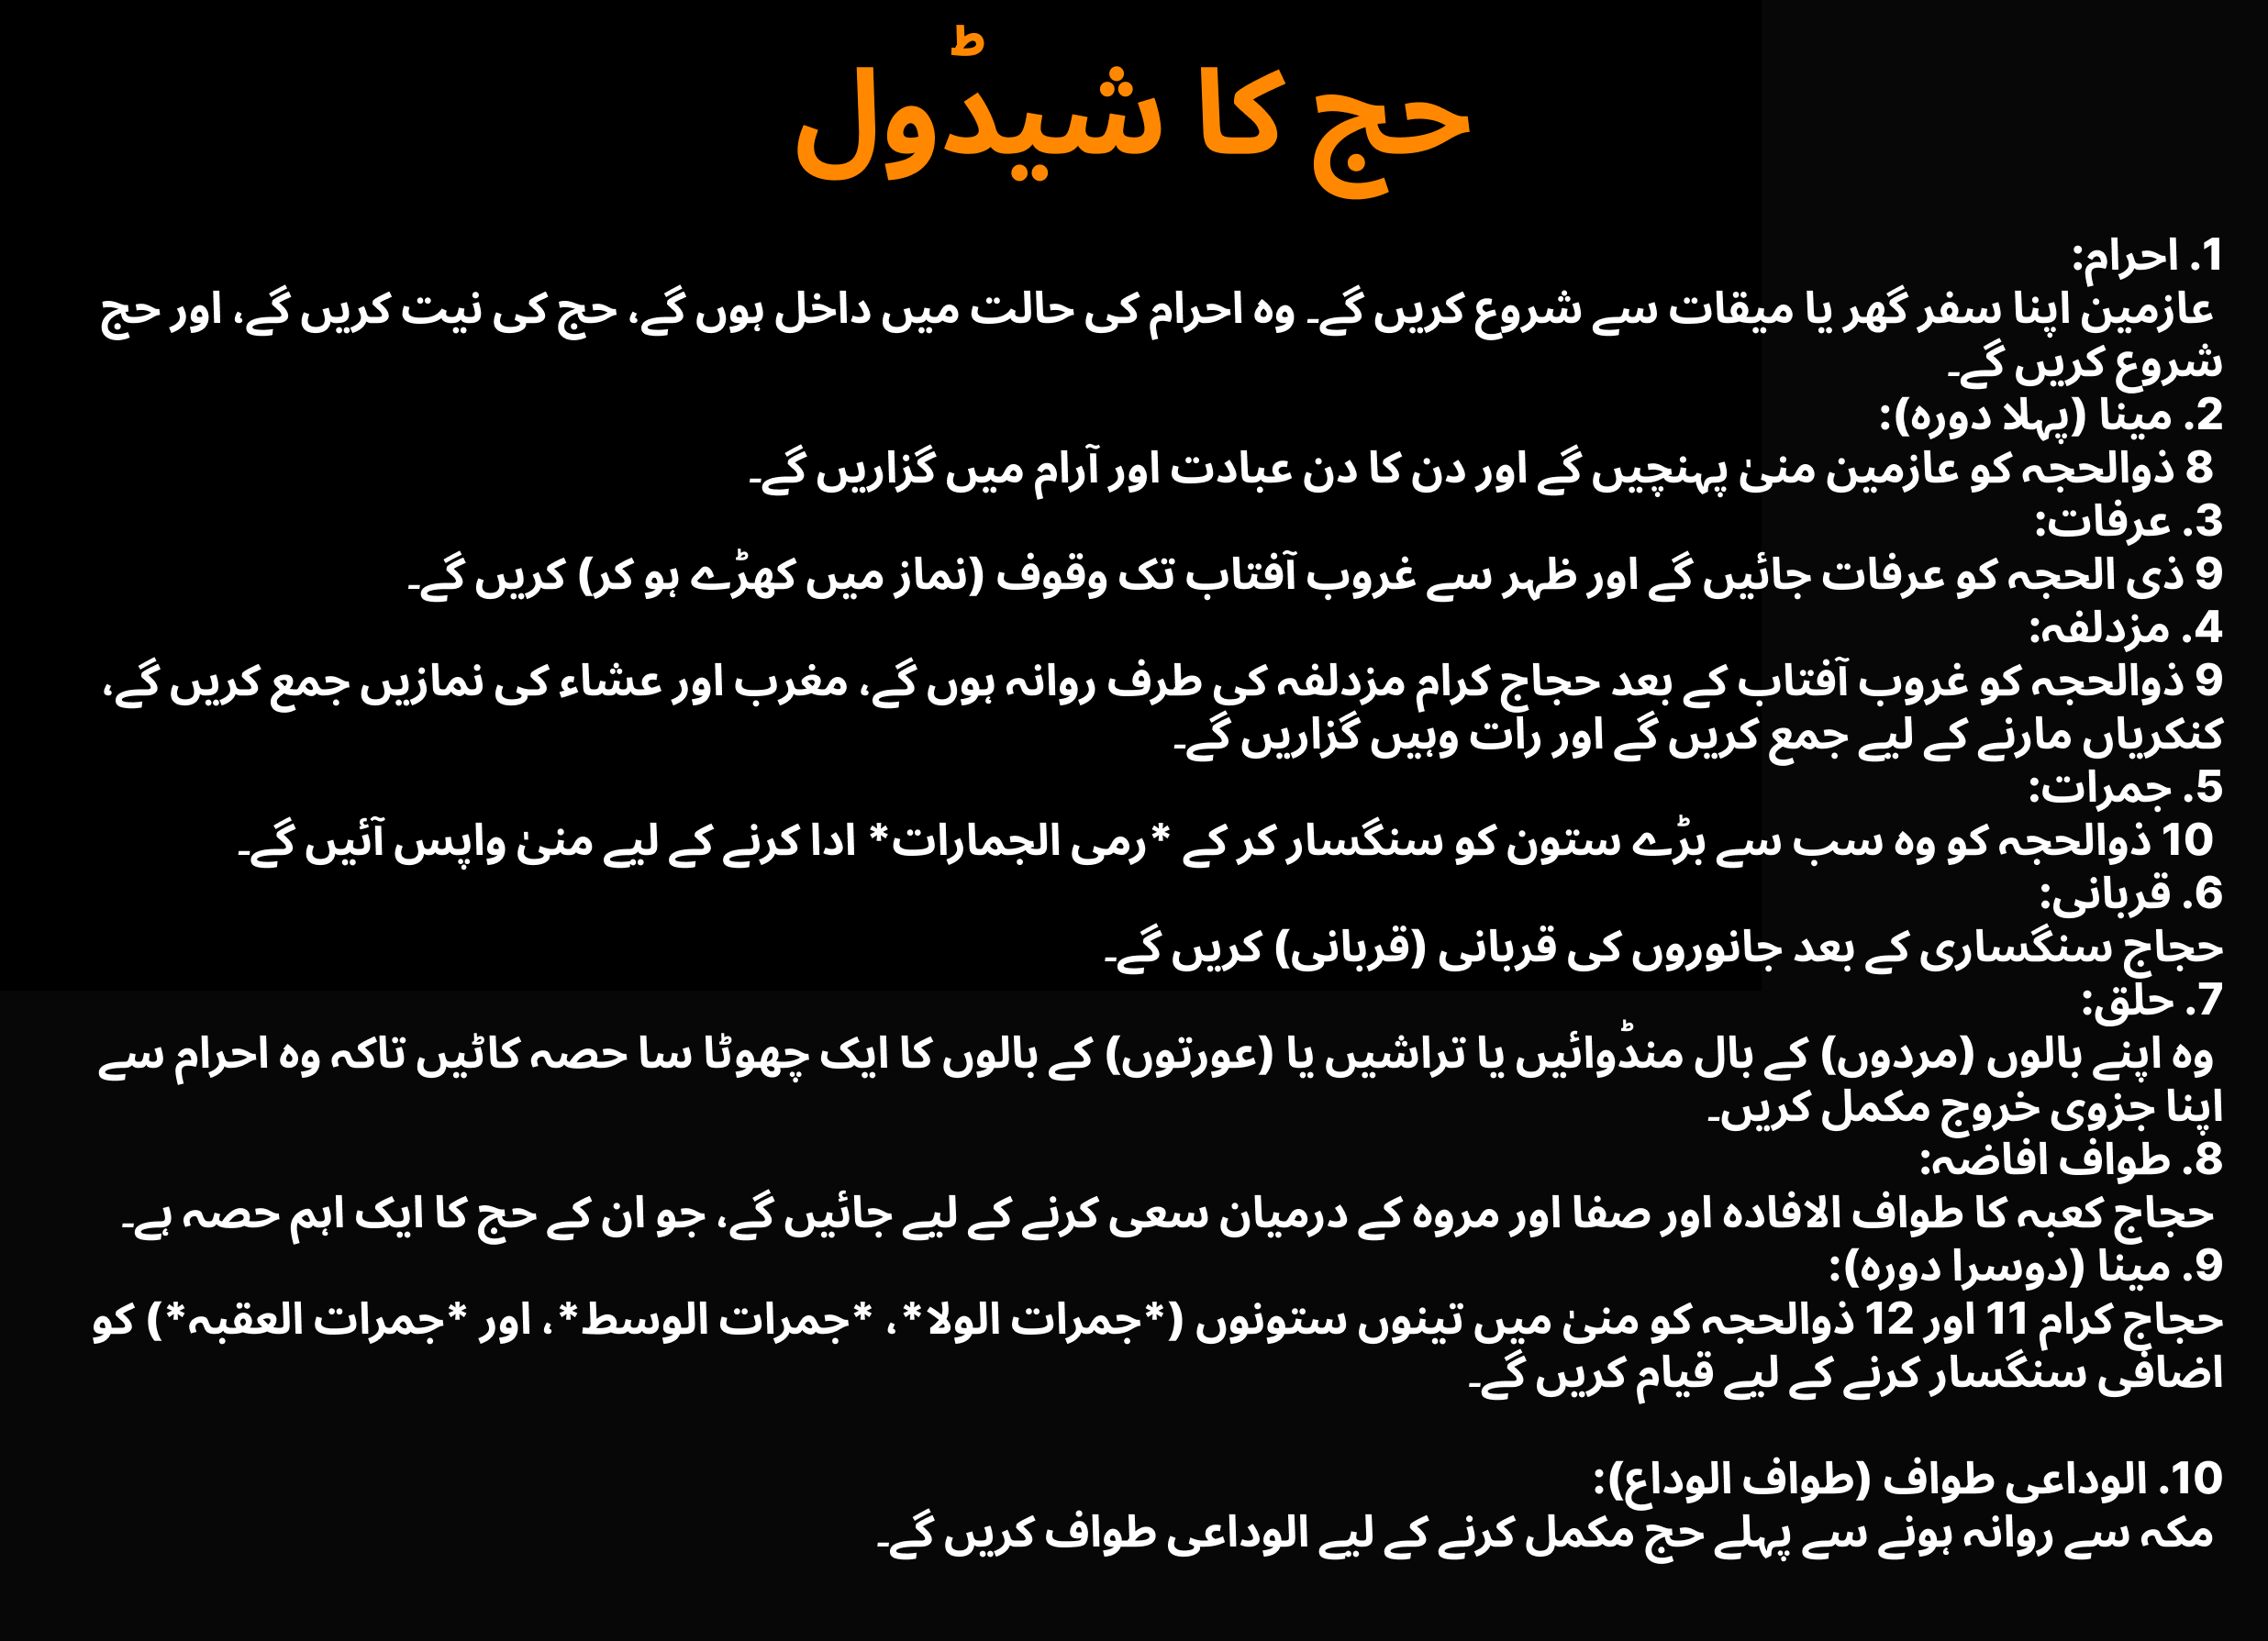 حج کا شیڈول
1. احرام:
عازمین اپنا سفر گھر یا میقات سے شروع کریں گے۔ وہ احرام کی حالت میں داخل ہوں گے، حج کی نیت کریں گے، اور حج
شروع کریں گے۔
2. مینا (پہلا دورہ):
8 ذوالحجہ کو عازمین منیٰ پہنچیں گے اور دن کا دن عبادت اور آرام میں گزاریں گے۔
3. عرفات:
9 ذی الحجہ کو عرفات جائیں گے اور ظہر سے غروب آفتاب تک وقوف (نماز میں کھڑے ہو کر) کریں گے۔
4. مزدلفہ:
9 ذوالحجہ کو غروب آفتاب کے بعد حجاج کرام مزدلفہ کی طرف روانہ ہوں گے، مغرب اور عشاء کی نمازیں جمع کریں گے،
کنکریاں مارنے کے لیے جمع کریں گے اور رات وہیں گزاریں گے۔
5. جمرات:
10 ذوالحجہ کو وہ سب سے بڑے ستون کو سنگسار کر کے *رمی الجمارات* ادا کرنے کے لیے منیٰ واپس آئیں گے۔
6. قربانی:
حجاج سنگساری کے بعد جانوروں کی قربانی (قربانی) کریں گے۔
7. حلق:
وہ اپنے بالوں (مردوں) کے بال منڈوائیں یا تراشیں یا (عورتوں) کے بالوں کا ایک چھوٹا سا حصہ کاٹیں تاکہ وہ احرام سے
اپنا جزوی خروج مکمل کریں۔
8. طواف افاضہ:
حجاج کعبہ کا طواف الافادہ اور صفا اور مروہ کے درمیان سعی کرنے کے لیے جائیں گے، جو ان کے حج کا ایک اہم حصہ ہے۔
9. مینا (دوسرا دورہ):
حجاج کرام 11 اور 12 ذوالحجہ کو منیٰ میں تینوں ستونوں (*جمرات الولا*، *جمرات الوسط*، اور *جمرات العقبہ*) کو
اضافی سنگسار کرنے کے لیے قیام کریں گے۔
10. الوداعی طواف (طواف الوداع):
مکہ سے روانہ ہونے سے پہلے حج مکمل کرنے کے لیے الوداعی طواف کریں گے۔